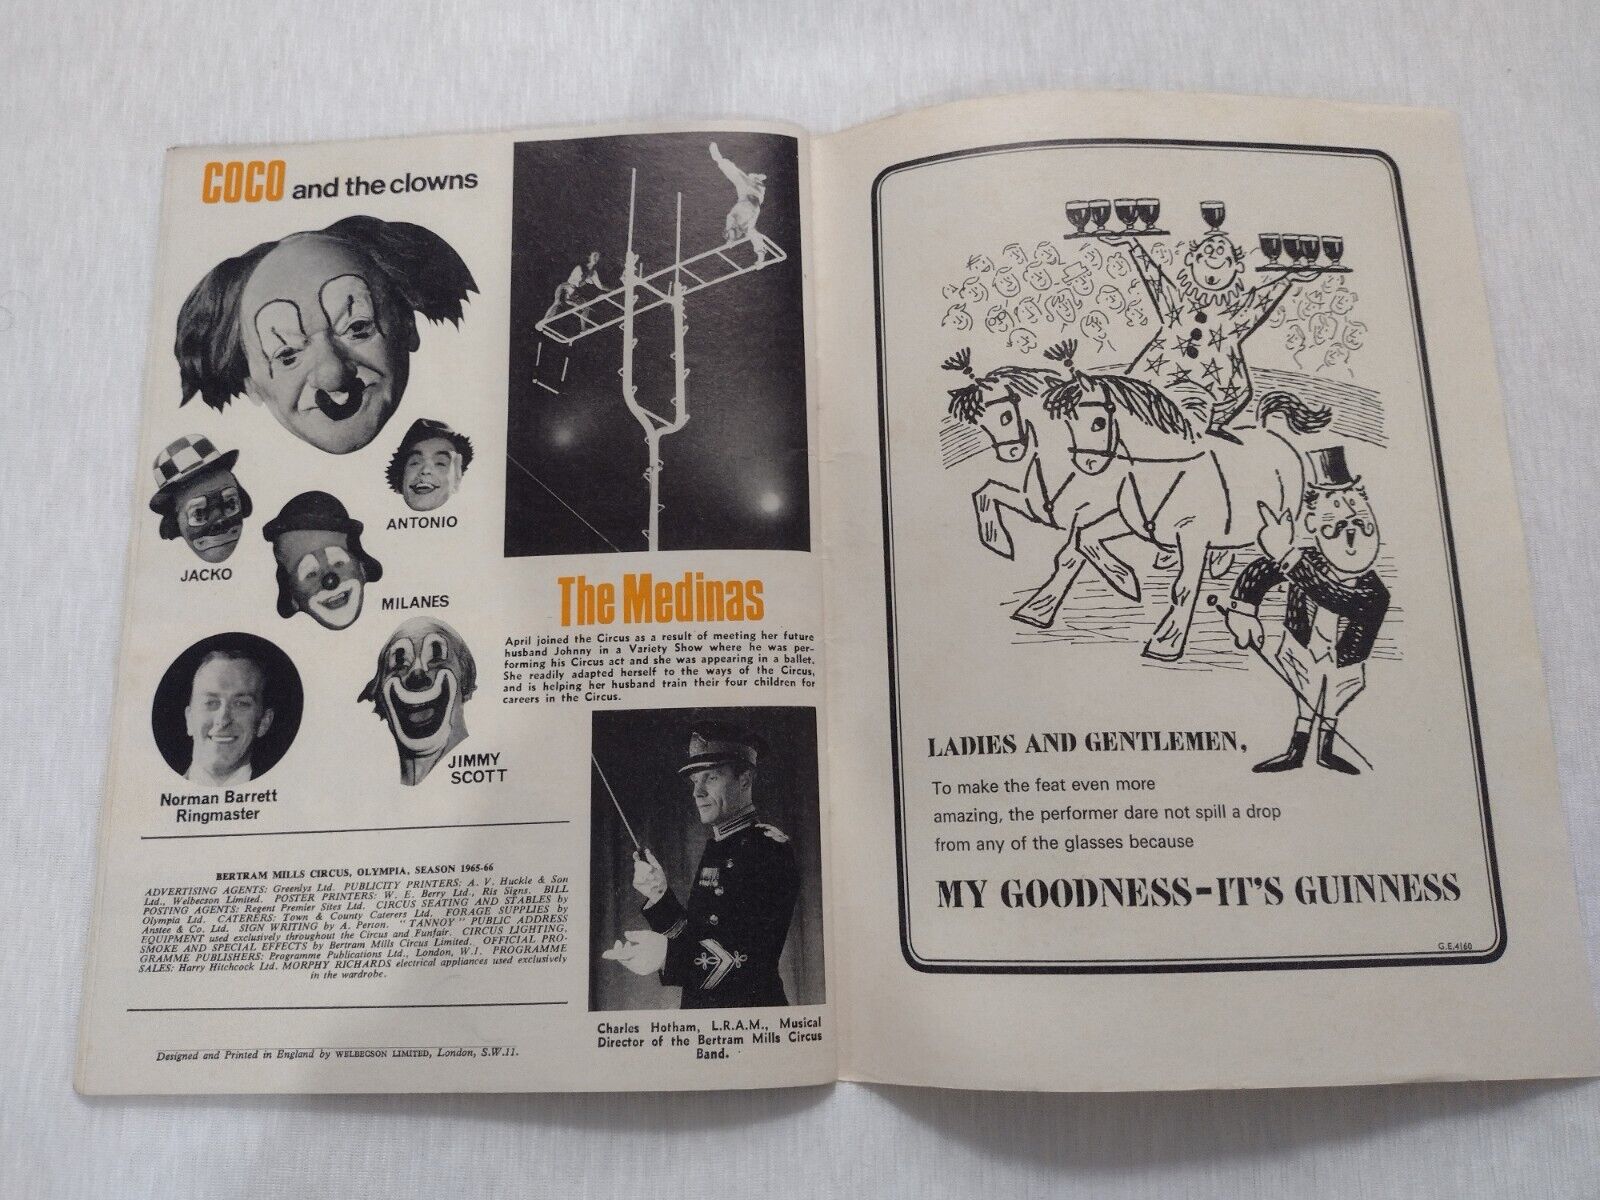 COCO and the clowns
JACKO
ANTONIO
MILANES
JIMMY
SCOTT
Norman Barrett
Ringmaster
BERTRAM MILLS CIRCUS, OLYMPIA, SEASON 1965-66
ADVERTISING AGENTS: Greenlys Ltd. PUBLICITY PRINTERS: A. V. Huckle & Son
Ltd., Welbecson Limited. POSTER PRINTERS: W. E. Berry Ltd., Ris Signs. BILL
POSTING AGENTS: Regent Premier Sites Ltd. CIRCUS SEATING AND STABLES by
Olympia Ltd. CATERERS: Town & County Caterers Ltd. FORAGE SUPPLIES by
Anstee & Co. Ltd. SIGN WRITING by A. Perton. "TANNOY" PUBLIC ADDRESS
EQUIPMENT used exclusively throughout the Circus and Funfair. CIRCUS LIGHTING,
SMOKE AND SPECIAL EFFECTS by Bertram Mills Circus Limited. OFFICIAL PRO-
GRAMME PUBLISHERS: Programme Publications Ltd., London, W.1. PROGRAMME
SALES: Harry Hitchcock Ltd. MORPHY RICHARDS electrical appliances used exclusively
in the wardrobe.
Designed and Printed in England by WELBECSON LIMITED, London, S.W.11.
The Medinas
April joined the Circus as a result of meeting her future
husband Johnny in a Variety Show where he was per-
forming his Circus act and she was appearing in a ballet.
She readily adapted herself to the ways of the Circus,
and is helping her husband train their four children for
careers in the Circus.
Charles Hotham, L.R.A.M., Musical
Director of the Bertram Mills Circus
Band.
LADIES AND GENTLEMEN,
To make the feat even more
amazing, the performer dare not spill a drop
from any of the glasses because
MY GOODNESS-IT'S GUINNESS
G.E.4160